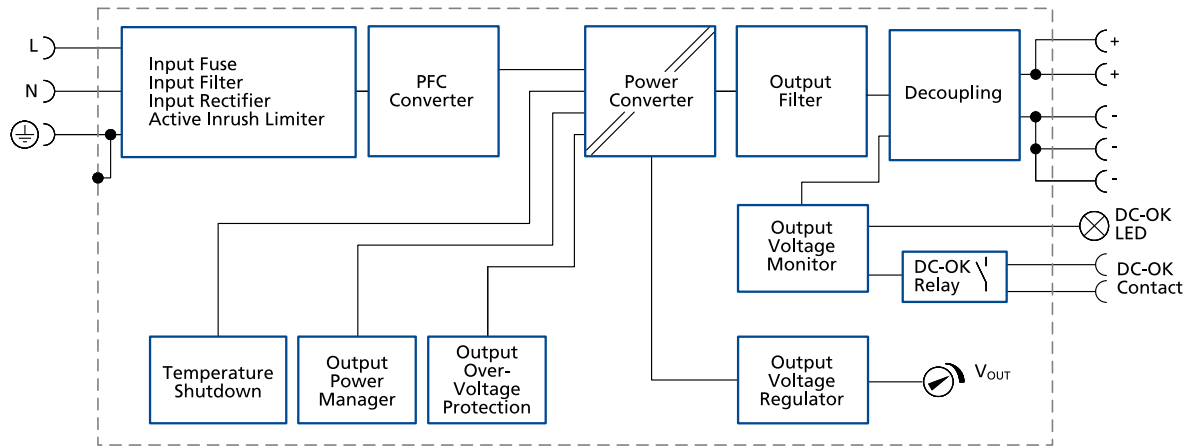 L
N
Input Fuse
Input Filter
Input Rectifier
Active Inrush Limiter
PFC
Converter
Power
Converter
Output
Filter
Decoupling
+
+
-
-
-
Output
Voltage
Monitor
DC-OK
LED
DC-OK
Relay
DC-OK
Contact
Temperature
Shutdown
Output
Power
Manager
Output
Over-
Voltage
Protection
Output
Voltage
Regulator
VOUT